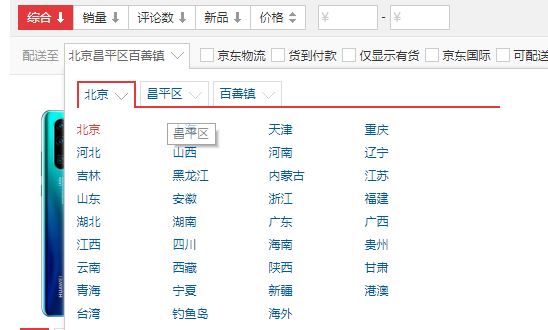 综合 销量 评论数 新品 价格 ¥ - ¥
配送至 北京昌平区百善镇 京东物流 货到付款 仅显示有货 京东国际 可配送
北京 昌平区 百善镇
北京 上海 天津 重庆
昌平区
河北 山西 河南 辽宁
吉林 黑龙江 内蒙古 江苏
山东 安徽 浙江 福建
湖北 湖南 广东 广西
江西 四川 海南 贵州
云南 西藏 陕西 甘肃
青海 宁夏 新疆 港澳
台湾 钓鱼岛 海外
HUAWEI